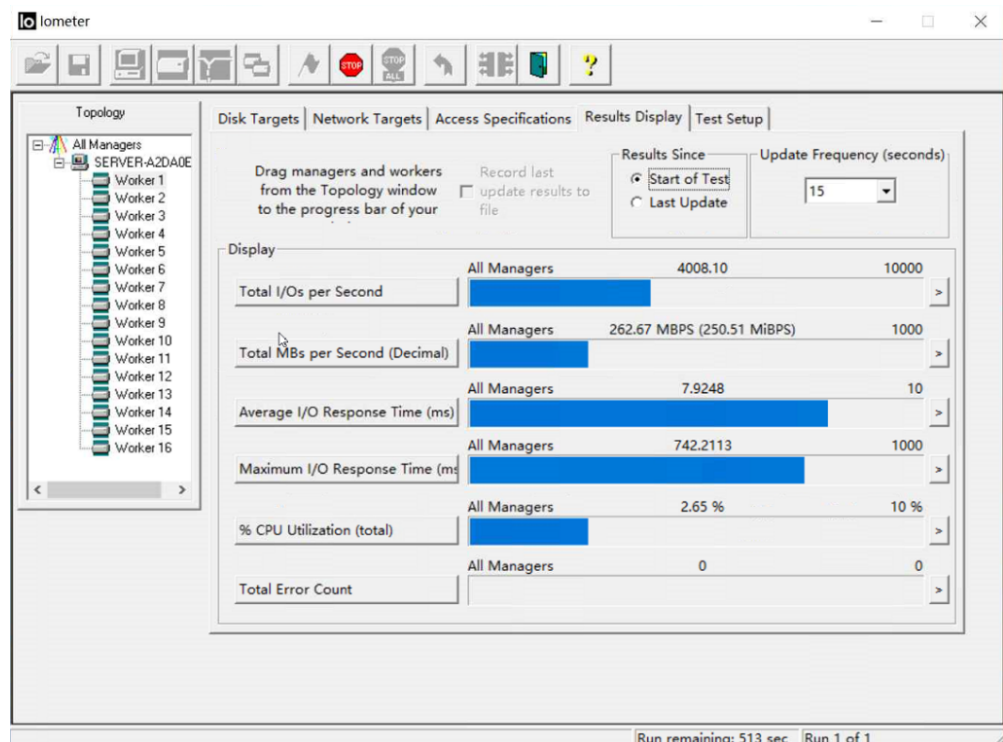 Iometer
STOP
STOP
ALL
Topology
All Managers
SERVER-A2DA0E
Worker 1
Worker 2
Worker 3
Worker 4
Worker 5
Worker 6
Worker 7
Worker 8
Worker 9
Worker 10
Worker 11
Worker 12
Worker 13
Worker 14
Worker 15
Worker 16
Disk Targets Network Targets Access Specifications Results Display Test Setup
Drag managers and workers
from the Topology window
to the progress bar of your
Record last
update results to
file
Results Since
Start of Test
Last Update
Update Frequency (seconds)
15
Display
All Managers 4008.10 10000
Total I/Os per Second >
All Managers 262.67 MBPS (250.51 MiBPS) 1000
Total MBs per Second (Decimal) >
All Managers 7.9248 10
Average I/O Response Time (ms) >
All Managers 742.2113 1000
Maximum I/O Response Time (ms >
All Managers 2.65 % 10 %
% CPU Utilization (total) >
All Managers 0 0
Total Error Count >
Run remaining: 513 sec Run 1 of 1